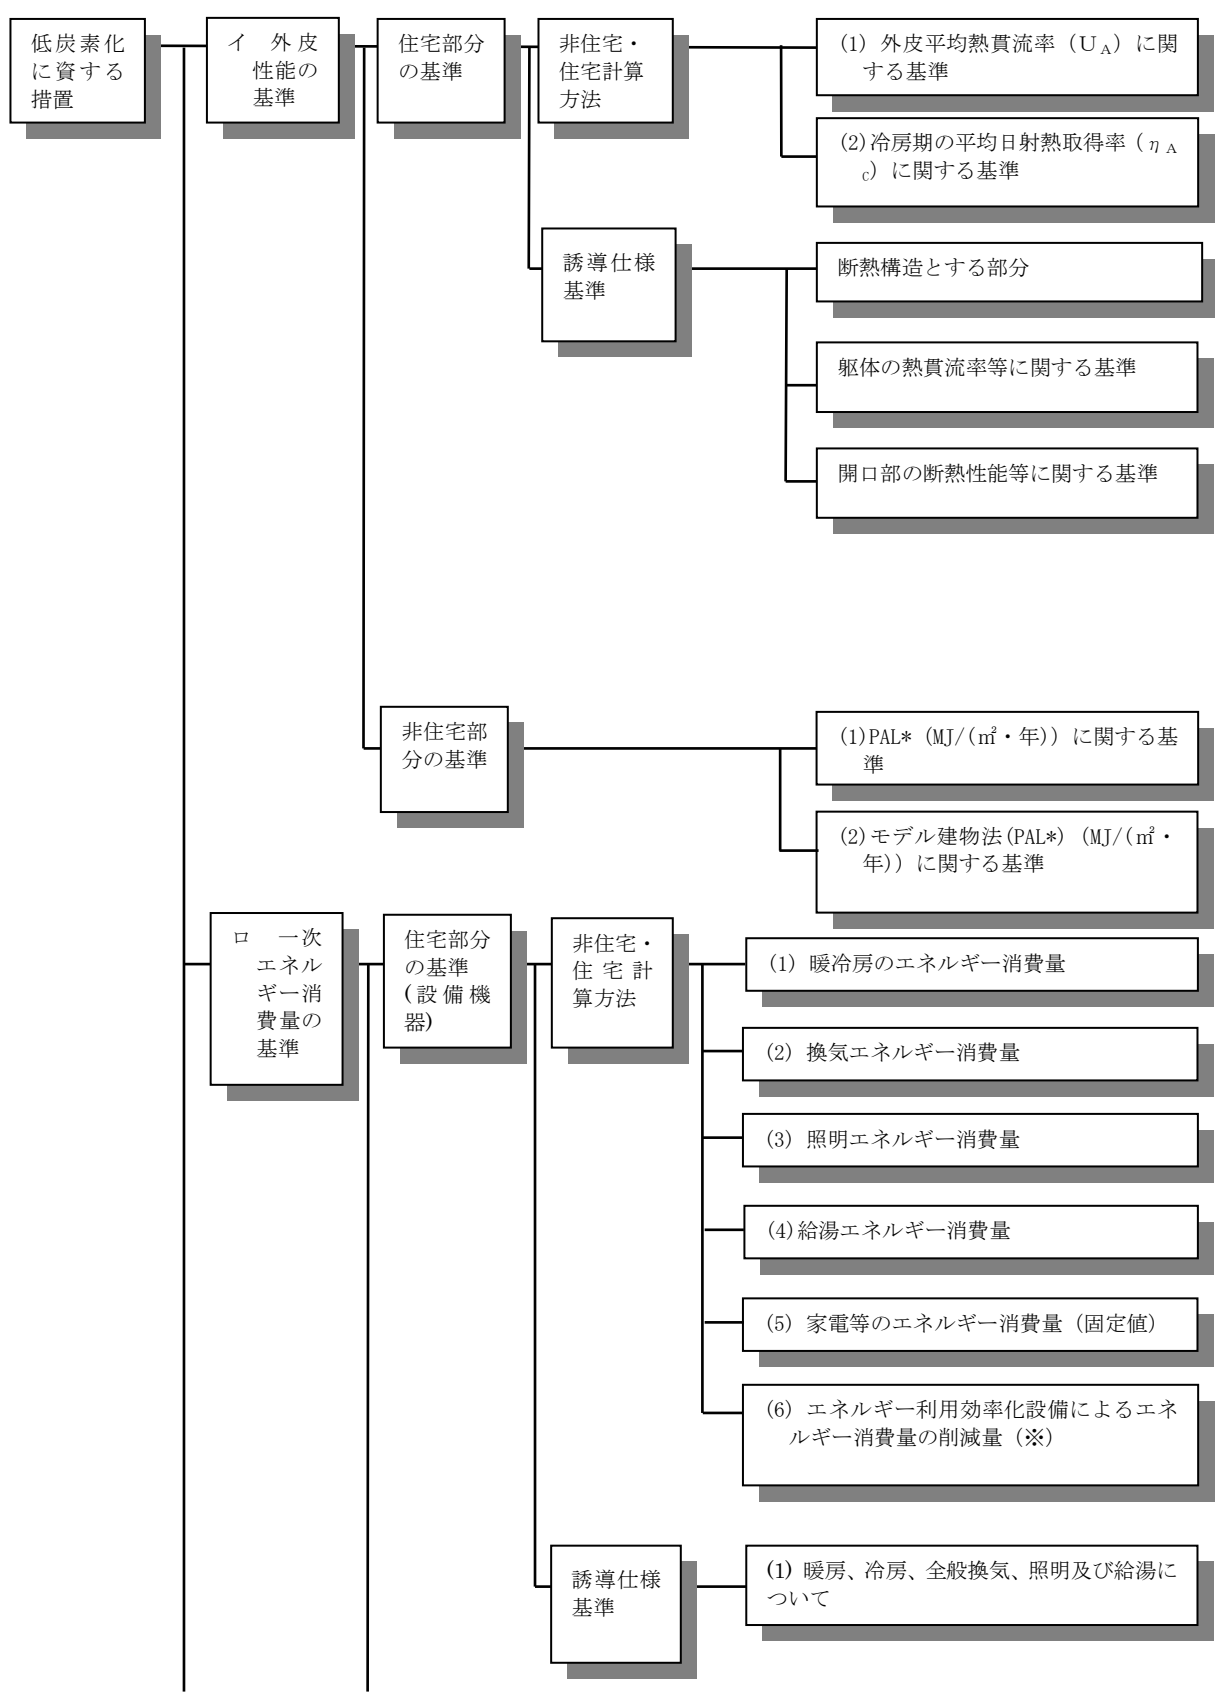 低炭素化
に資する
措置
イ　外皮
性能の
基準
住宅部分
の基準
非住宅・
住宅計算
方法
(1) 外皮平均熱貫流率（UA）に関
する基準
(2)冷房期の平均日射熱取得率（ηA
C）に関する基準
誘導仕様
基準
断熱構造とする部分
躯体の熱貫流率等に関する基準
開口部の断熱性能等に関する基準
非住宅部
分の基準
(1)PAL*（MJ/(㎡・年)）に関する基
準
(2)モデル建物法(PAL*)（MJ/(㎡・
年)）に関する基準
ロ　一次
エネル
ギー消
費量の
基準
住宅部分
の基準
(設備機
器)
非住宅・
住宅計
算方法
(1) 暖冷房のエネルギー消費量
(2) 換気エネルギー消費量
(3) 照明エネルギー消費量
(4)給湯エネルギー消費量
(5) 家電等のエネルギー消費量（固定値）
(6) エネルギー利用効率化設備によるエネ
ルギー消費量の削減量（※）
誘導仕様
基準
(1) 暖房、冷房、全般換気、照明及び給湯に
ついて